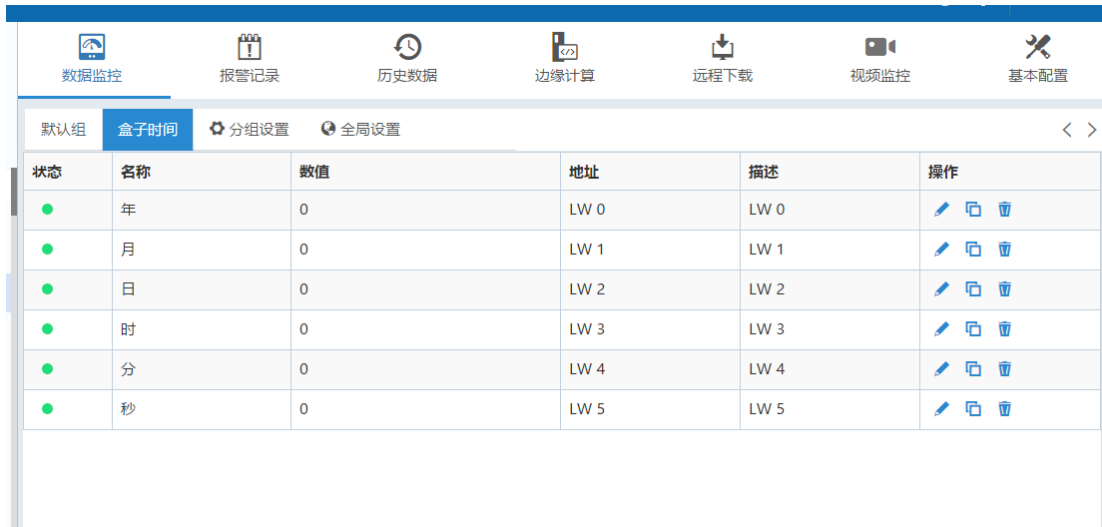 数据监控 报警记录 历史数据 边缘计算 远程下载 视频监控 基本配置
默认组 盒子时间 分组设置 全局设置
状态 名称 数值 地址 描述 操作
年 0 LW 0 LW 0
月 0 LW 1 LW 1
日 0 LW 2 LW 2
时 0 LW 3 LW 3
分 0 LW 4 LW 4
秒 0 LW 5 LW 5